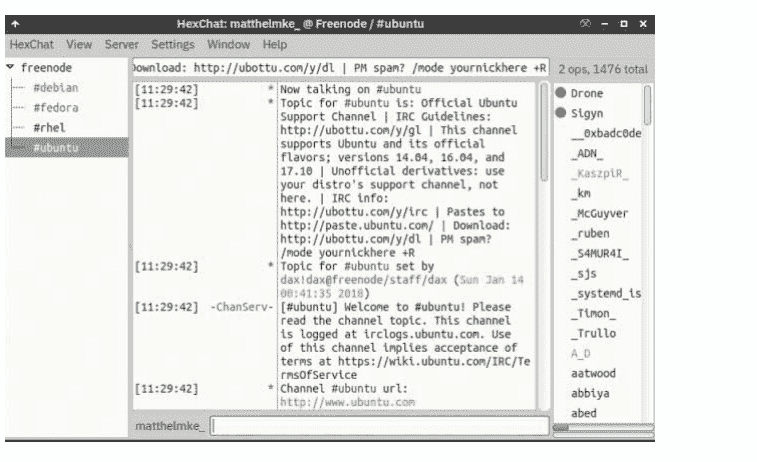 HexChat: matthelmke_ @ Freenode / #ubuntu
HexChat View Server Settings Window Help
freenode
#debian
#fedora
#rhel
#ubuntu
ownload: http://ubottu.com/y/dl | PM spam? /mode yournickhere +R
2 ops, 1476 total
[11:29:42] * Now talking on #ubuntu
[11:29:42] * Topic for #ubuntu is: Official Ubuntu
Support Channel | IRC Guidelines:
http://ubottu.com/y/gl | This channel
supports Ubuntu and its official
flavors; versions 14.04, 16.04, and
17.10 | Unofficial derivatives: use
your distro's support channel, not
here. | IRC info:
http://ubottu.com/y/irc | Pastes to
http://paste.ubuntu.com/ | Download:
http://ubottu.com/y/dl | PM spam?
/mode yournickhere +R
[11:29:42] * Topic for #ubuntu set by
dax!dax@freenode/staff/dax (Sun Jan 14
00:41:35 2018)
[11:29:42] -ChanServ- [#ubuntu] Welcome to #ubuntu! Please
read the channel topic. This channel
is logged at irclogs.ubuntu.com. Use
of this channel implies acceptance of
terms at https://wiki.ubuntu.com/IRC/Te
rmsOfService
[11:29:42] * Channel #ubuntu url:
http://www.ubuntu.com
Drone
Sigyn
__0xbadc0de
_ADN_
_KaszpiR_
_km
_McGuyver
_ruben
_S4MUR4I_
_sjs
_systemd_is
_Timon_
_Trullo
A_D
aatwood
abbiya
abed
matthelmke_